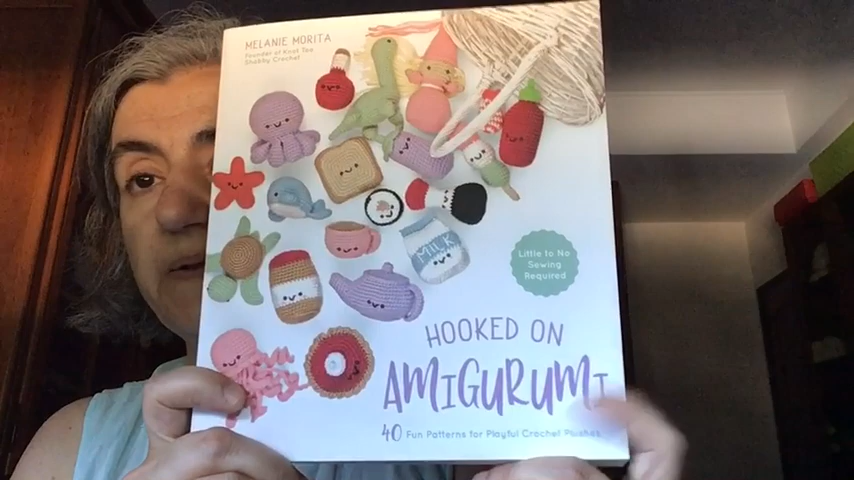 MELANIE MORITA
Founder of Knot Too
Shabby Crochet
MILK
Little to No
Sewing
Required
HOOKED ON
AMIGURUMI
40 Fun Patterns for Playful Crochet Plushes